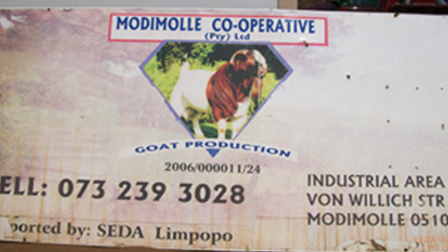 MODIMOLLE CO-OPERATIVE
(Pty) Ltd
GOAT PRODUCTION
2006/000011/24
ELL: 073 239 3028
ported by: SEDA Limpopo
INDUSTRIAL AREA
VON WILLICH STR
MODIMOLLE 0510